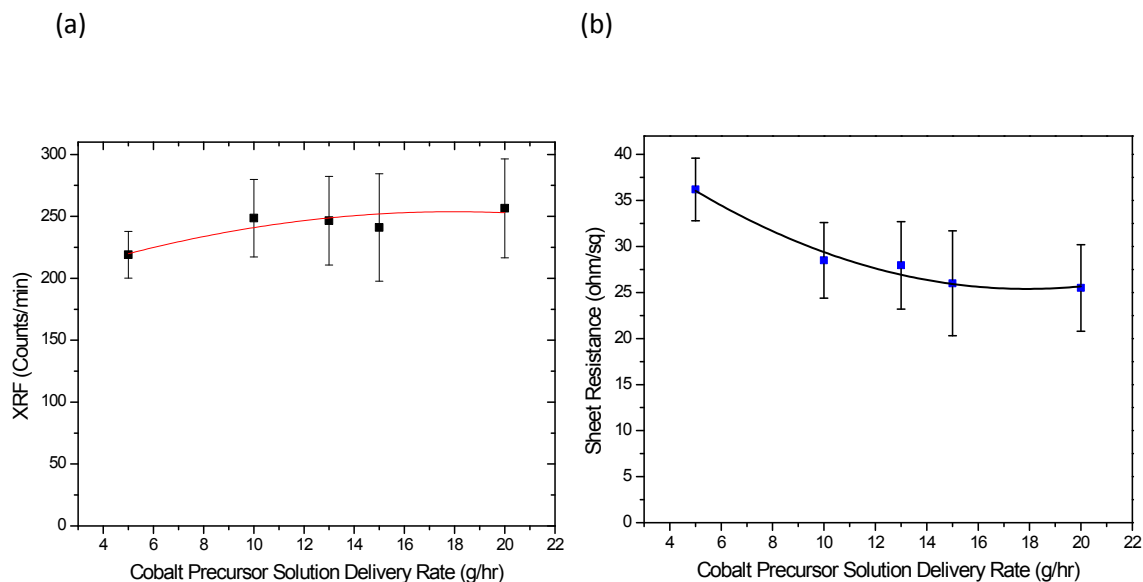 (a)
(b)
300
250
200
150
100
50
0
4 6 8 10 12 14 16 18 20 22
XRF (Counts/min)
Cobalt Precursor Solution Delivery Rate (g/hr)
40
35
30
25
20
15
10
5
0
4 6 8 10 12 14 16 18 20 22
Sheet Resistance (ohm/sq)
Cobalt Precursor Solution Delivery Rate (g/hr)